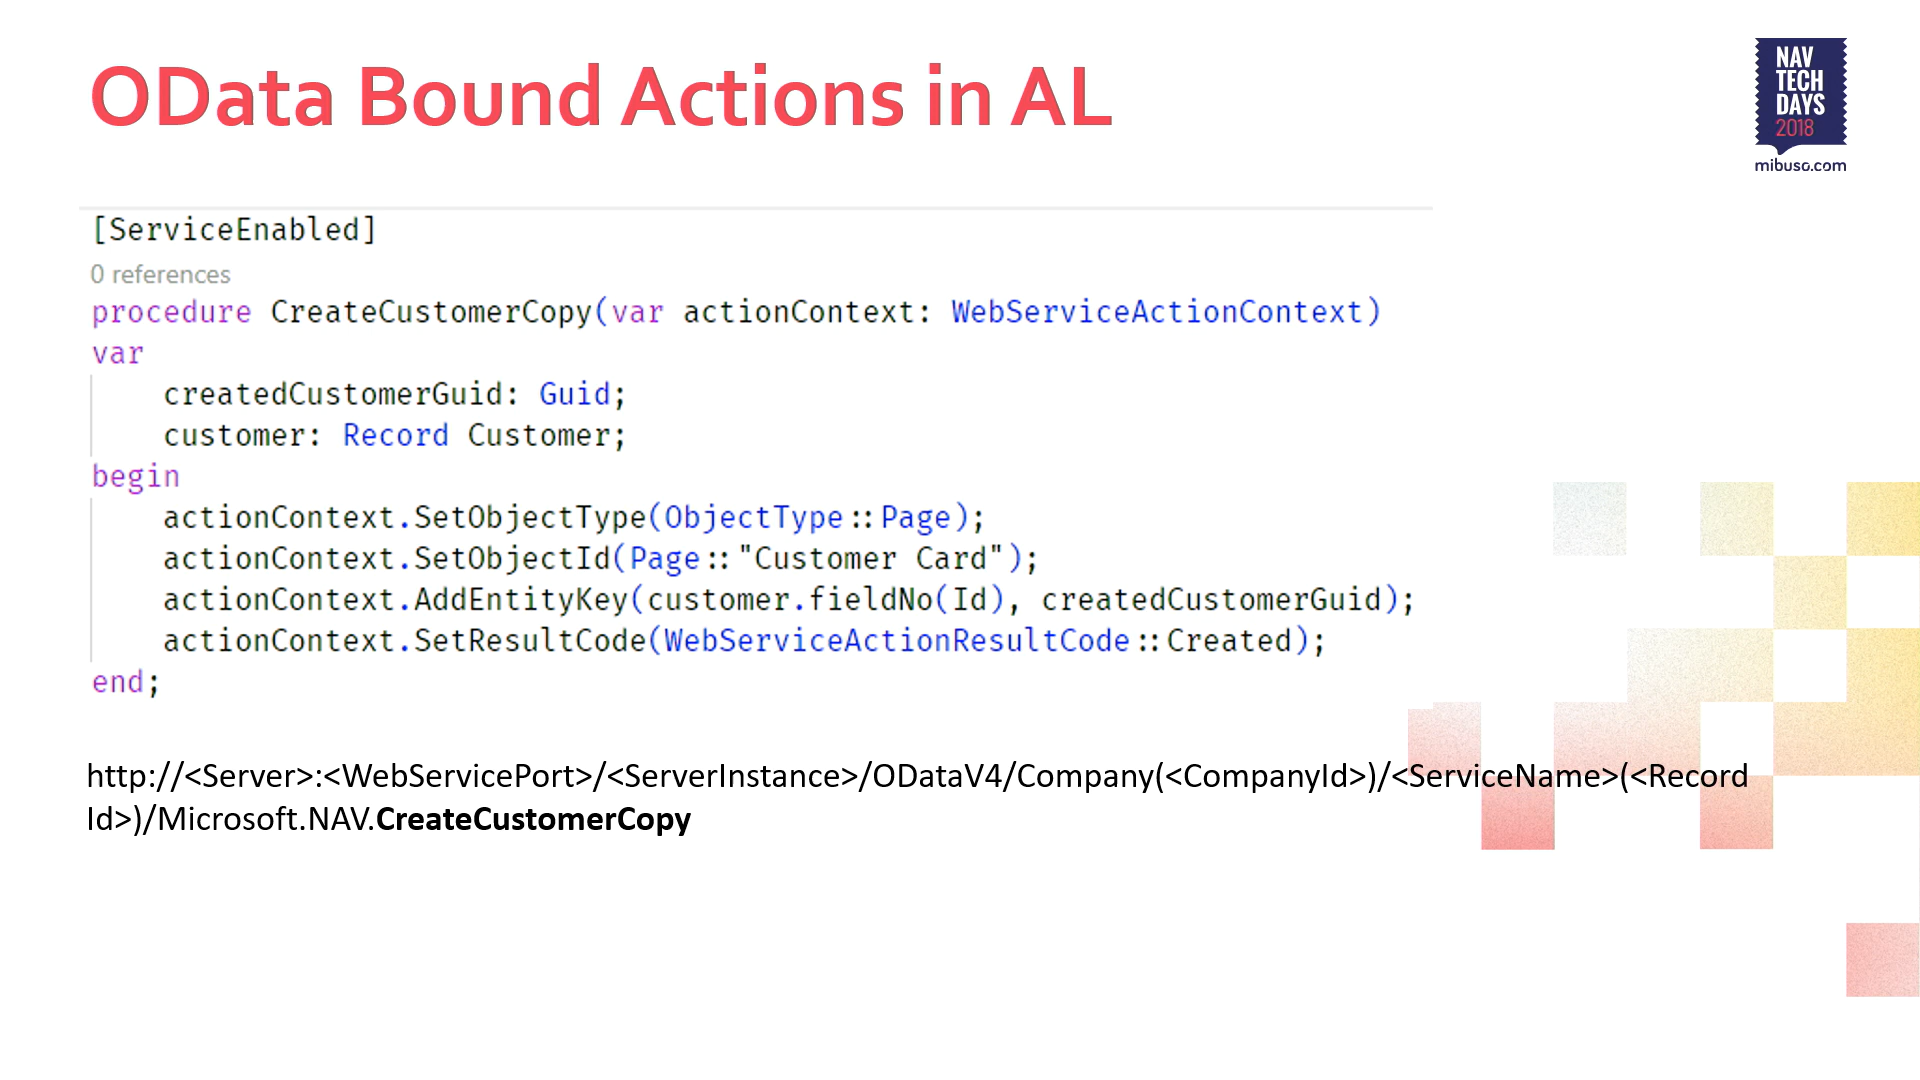 OData Bound Actions in AL
NAV
TECH
DAYS
2018
mibuso.com
[ServiceEnabled]
0 references
procedure CreateCustomerCopy(var actionContext: WebServiceActionContext)
var
createdCustomerGuid: Guid;
customer: Record Customer;
begin
actionContext.SetObjectType(ObjectType::Page);
actionContext.SetObjectId(Page::"Customer Card");
actionContext.AddEntityKey(customer.fieldNo(Id), createdCustomerGuid);
actionContext.SetResultCode(WebServiceActionResultCode::Created);
end;
http://<Server>:<WebServicePort>/<ServerInstance>/ODataV4/Company(<CompanyId>)/<ServiceName>(<Record
Id>)/Microsoft.NAV.CreateCustomerCopy